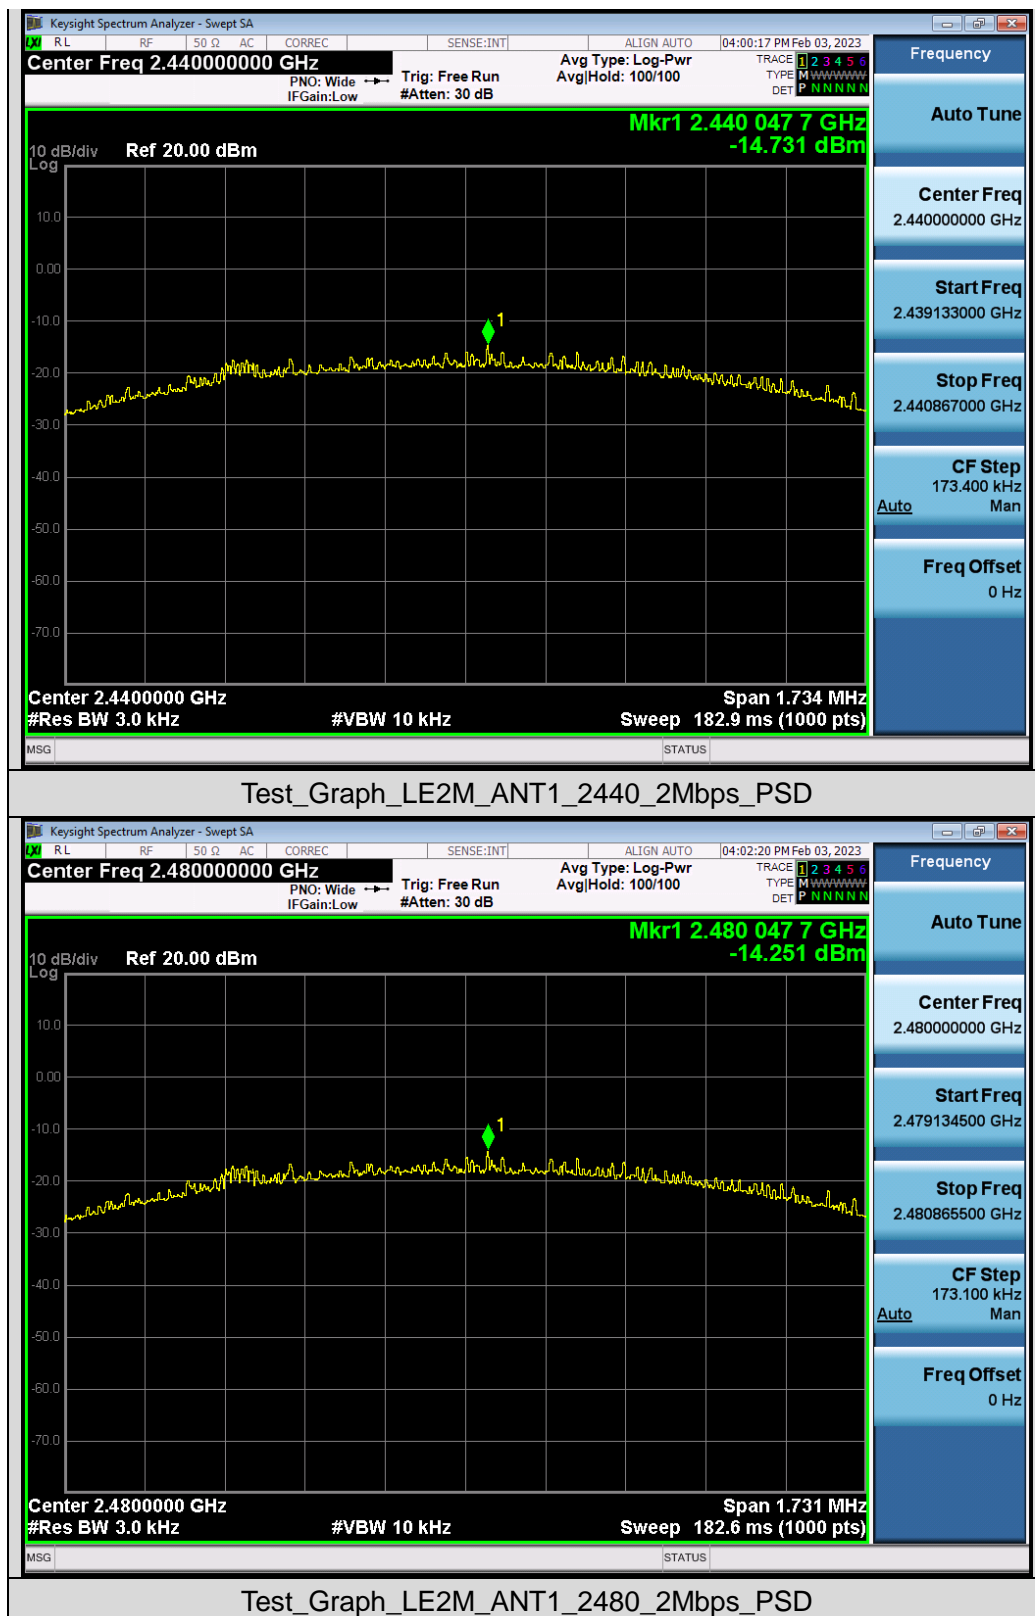 Keysight Spectrum Analyzer - Swept SA
LXI RL RF 50 Ω AC CORREC SENSE:INT ALIGN AUTO 04:00:17 PM Feb 03, 2023
Center Freq 2.440000000 GHz
PNO: Wide
IFGain:Low
Trig: Free Run
#Atten: 30 dB
Avg Type: Log-Pwr
Avg|Hold: 100/100
TRACE 1 2 3 4 5 6
TYPE M WWWWW
DET P N N N N N
Mkr1 2.440 047 7 GHz
-14.731 dBm
10 dB/div Ref 20.00 dBm
Log
10.0
0.00
-10.0
-20.0
-30.0
-40.0
-50.0
-60.0
-70.0
1
Center 2.4400000 GHz Span 1.734 MHz
#Res BW 3.0 kHz #VBW 10 kHz Sweep 182.9 ms (1000 pts)
MSG STATUS
Frequency
Auto Tune
Center Freq
2.440000000 GHz
Start Freq
2.439133000 GHz
Stop Freq
2.440867000 GHz
CF Step
173.400 kHz
Auto Man
Freq Offset
0 Hz
Test_Graph_LE2M_ANT1_2440_2Mbps_PSD
Keysight Spectrum Analyzer - Swept SA
LXI RL RF 50 Ω AC CORREC SENSE:INT ALIGN AUTO 04:02:20 PM Feb 03, 2023
Center Freq 2.480000000 GHz
PNO: Wide
IFGain:Low
Trig: Free Run
#Atten: 30 dB
Avg Type: Log-Pwr
Avg|Hold: 100/100
TRACE 1 2 3 4 5 6
TYPE M WWWWW
DET P N N N N N
Mkr1 2.480 047 7 GHz
-14.251 dBm
10 dB/div Ref 20.00 dBm
Log
10.0
0.00
-10.0
-20.0
-30.0
-40.0
-50.0
-60.0
-70.0
1
Center 2.4800000 GHz Span 1.731 MHz
#Res BW 3.0 kHz #VBW 10 kHz Sweep 182.6 ms (1000 pts)
MSG STATUS
Frequency
Auto Tune
Center Freq
2.480000000 GHz
Start Freq
2.479134500 GHz
Stop Freq
2.480865500 GHz
CF Step
173.100 kHz
Auto Man
Freq Offset
0 Hz
Test_Graph_LE2M_ANT1_2480_2Mbps_PSD